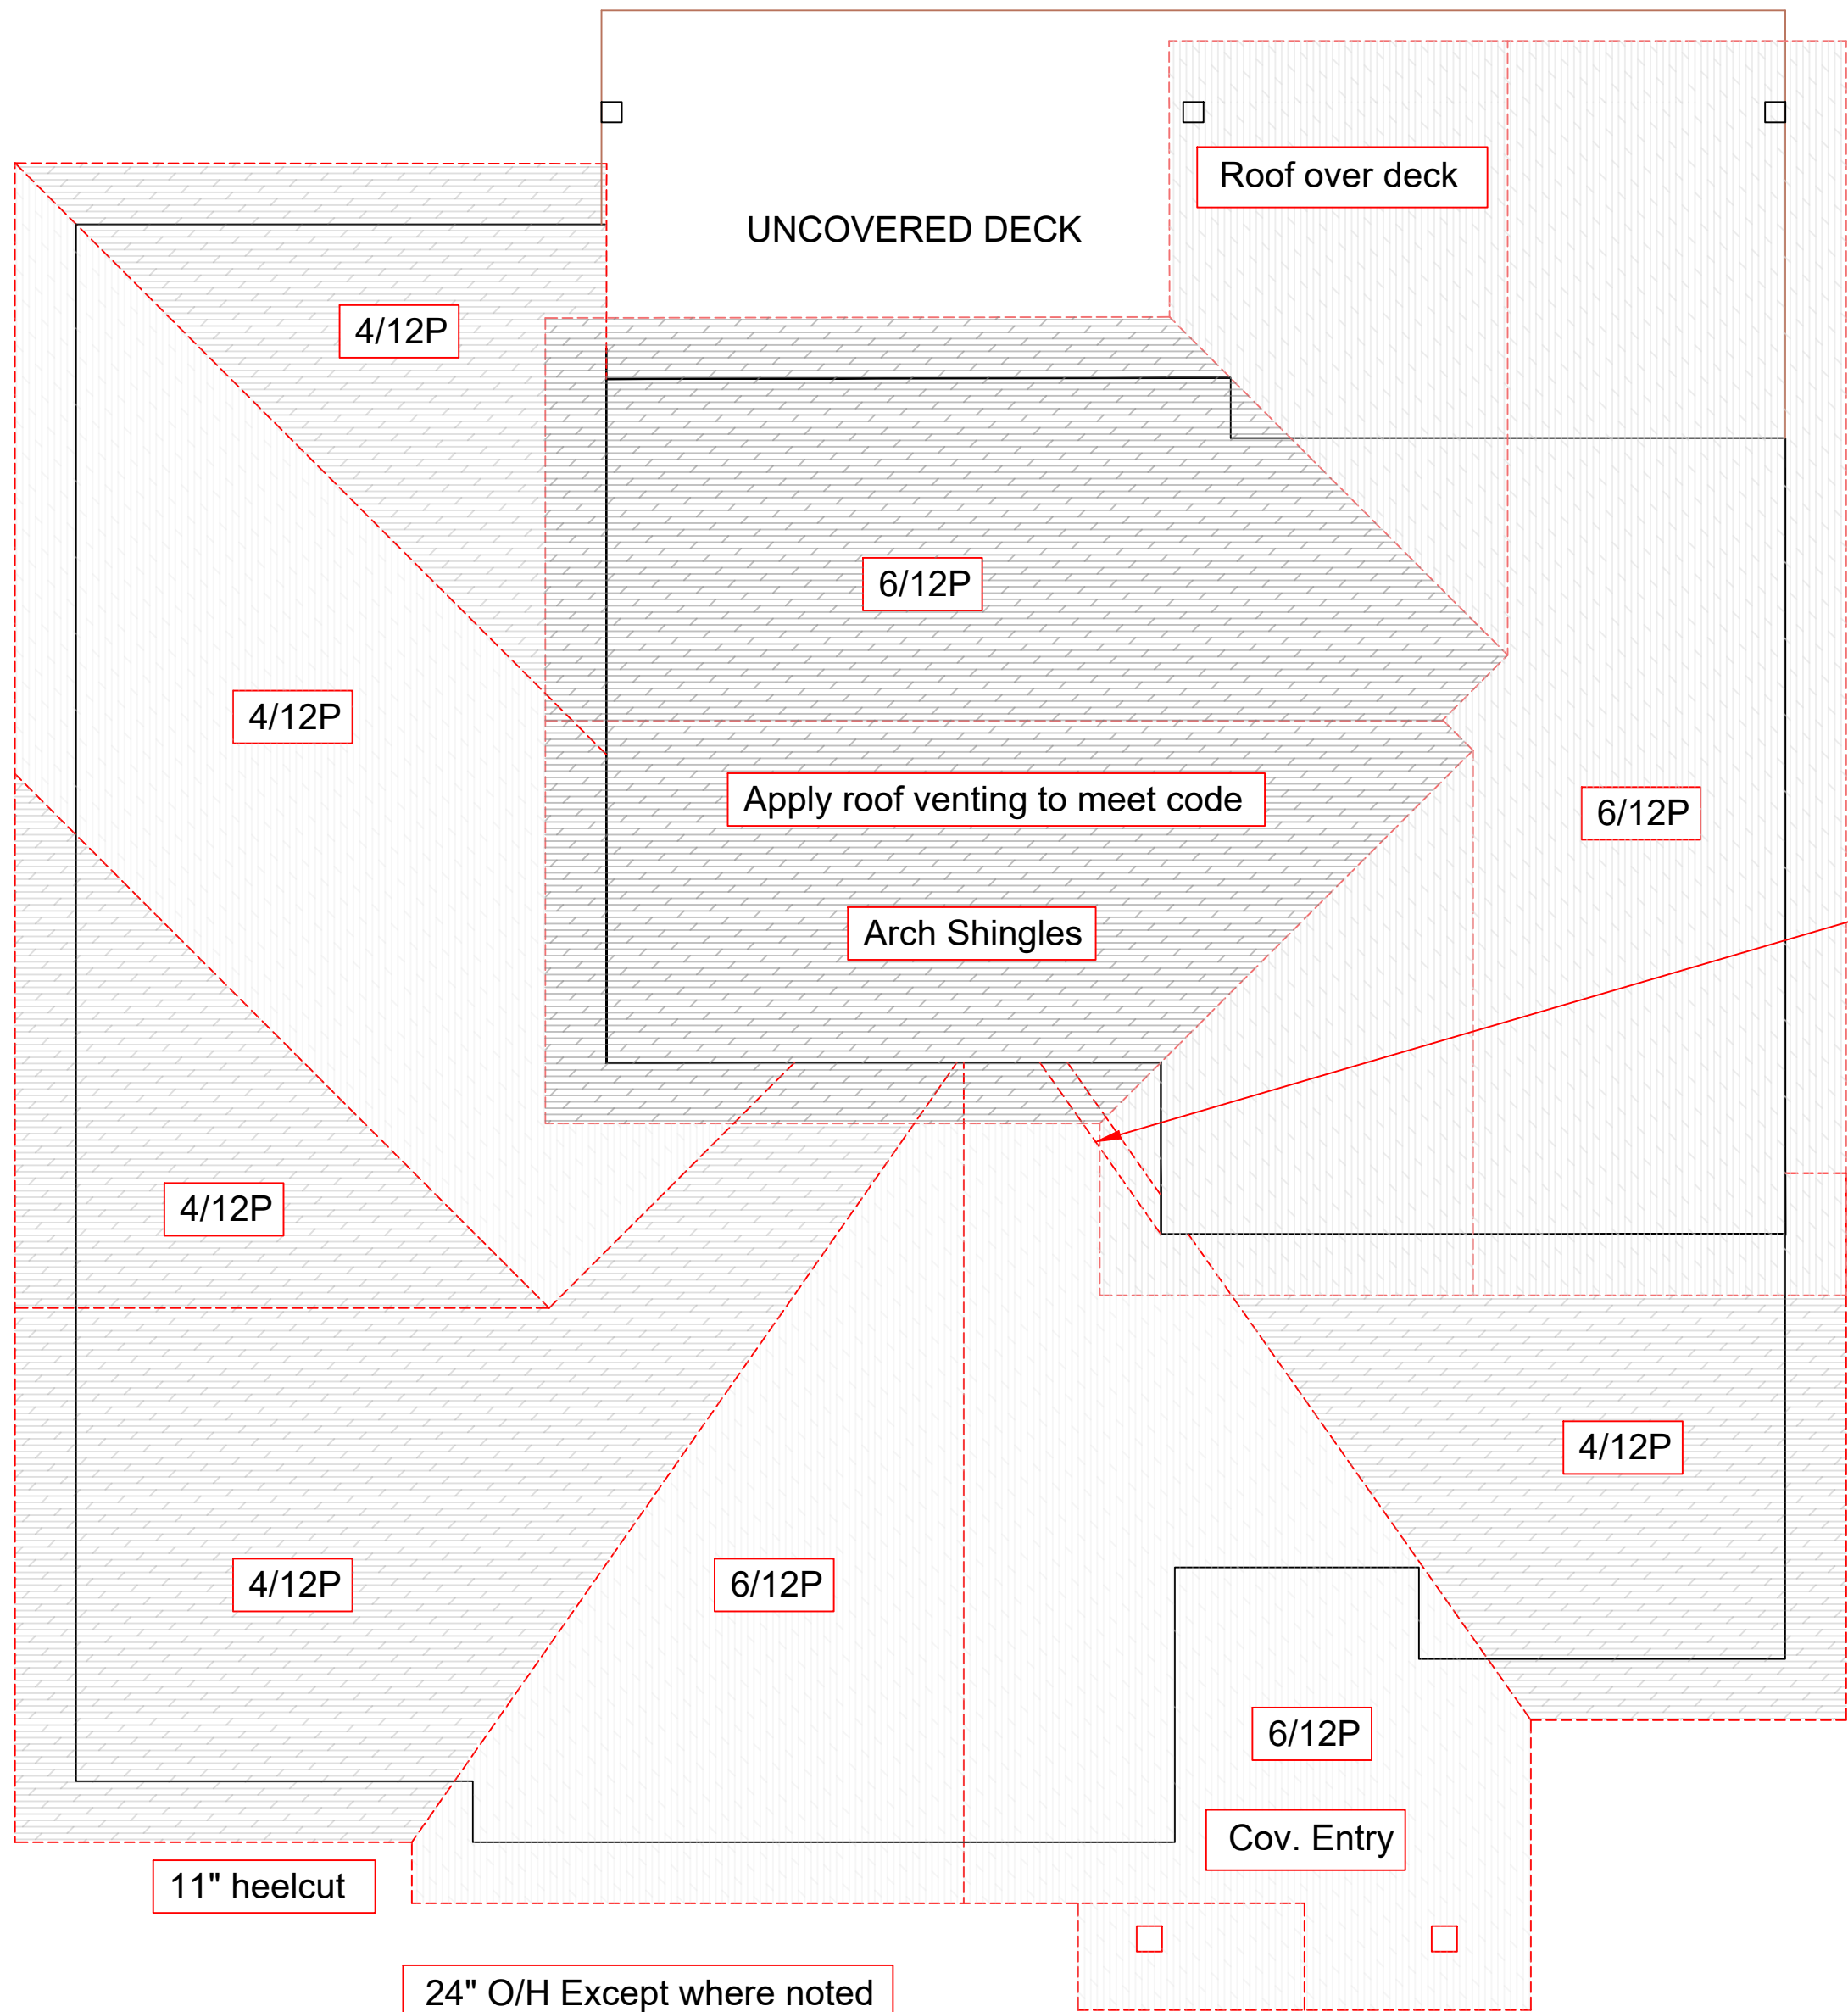 Roof over deck
UNCOVERED DECK
4/12P
6/12P
4/12P
Apply roof venting to meet code
6/12P
Arch Shingles
4/12P
4/12P
4/12P
6/12P
6/12P
Cov. Entry
11" heelcut
24" O/H Except where noted